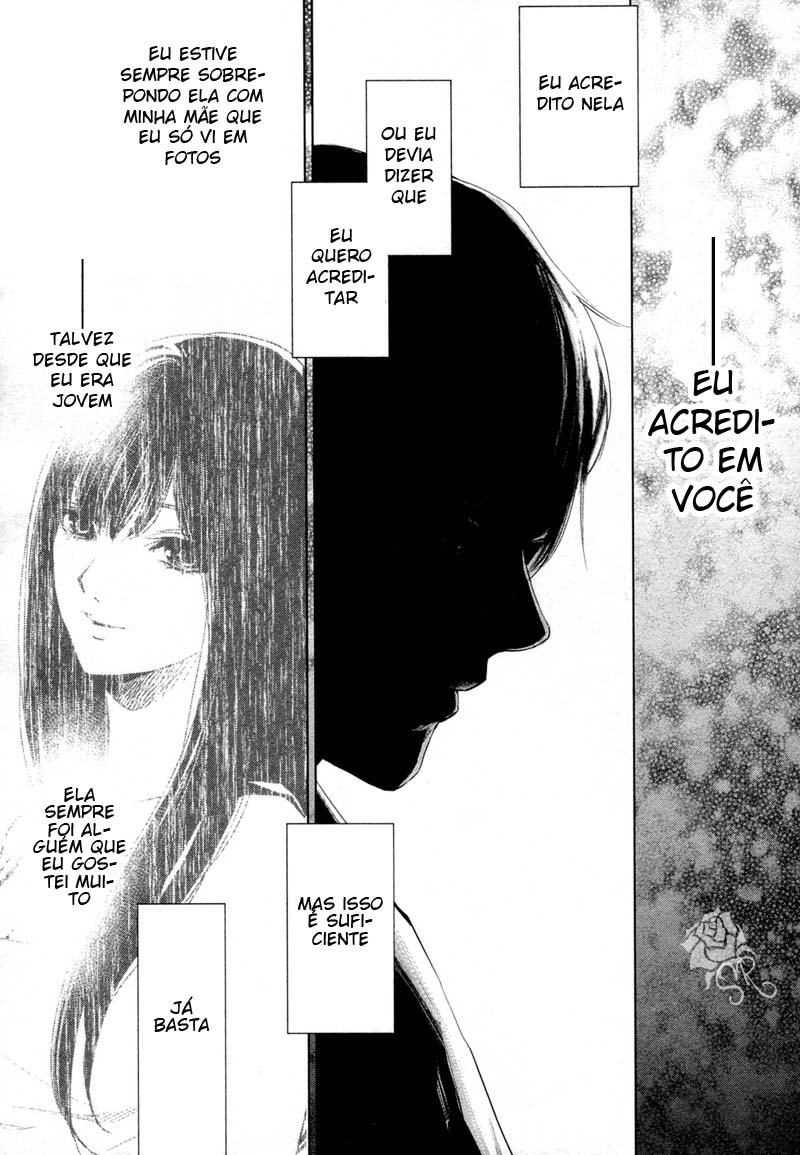 EU
ACREDI-
TO EM
VOCÊ
EU ACRE-
DITO NELA
OU EU
DEVIA
DIZER
QUE
EU
QUERO
ACREDI-
TAR
EU ESTIVE
SEMPRE SOBRE-
PONDO ELA COM
MINHA MÃE QUE
EU SÓ VI EM
FOTOS
TALVEZ
DESDE QUE
EU ERA
JOVEM
ELA
SEMPRE
FOI AL-
GUÉM QUE
EU GOS-
TEI MUI-
TO
MAS ISSO
É SUFI-
CIENTE
JÁ
BASTA
SR